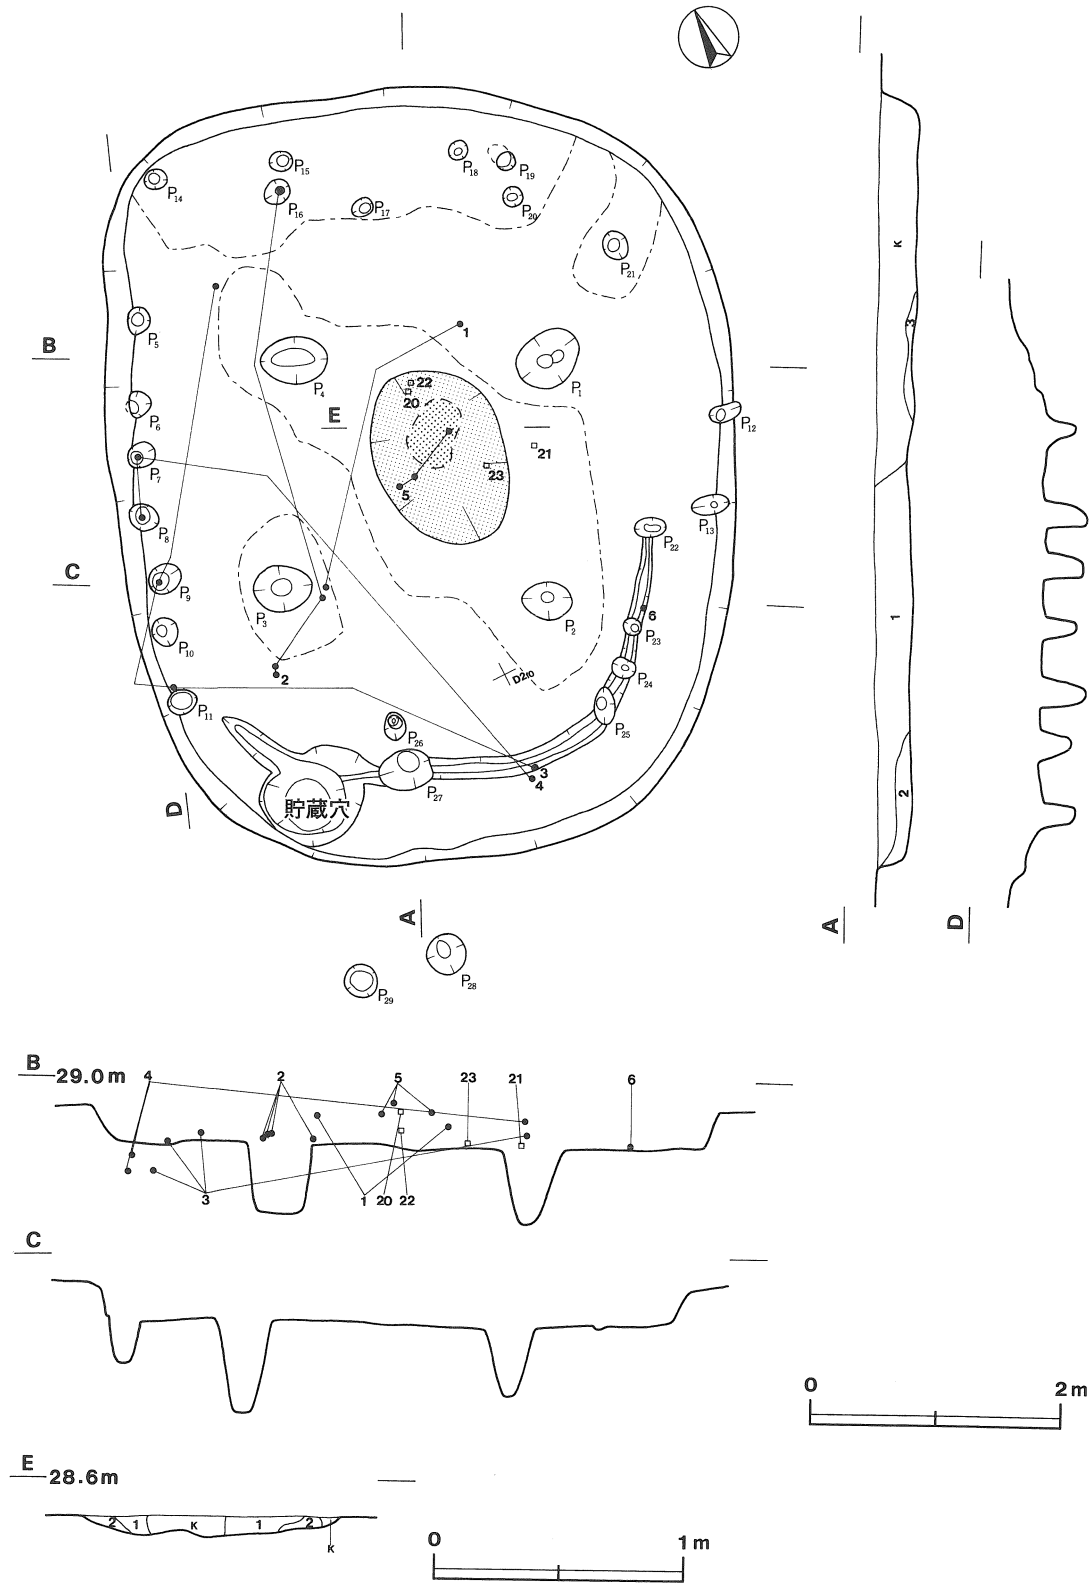 P₁₅
P₁₈
P₁₉
P₁₄
P₁₆
P₁₇
P₂₀
K
P₂₁
1
3
B
P₅
22
P₁
P₄
20
E
P₆
P₁₂
21
P₇
23
5
P₁₃
P₈
P₂₂
C
P₉
1
P₃
6
P₂
P₂₃
P₁₀
2
D2f0
P₂₄
P₁₁
P₂₅
P₂₆
3
4
P₂₇
2
D
貯蔵穴
A
A
D
P₂₈
P₂₉
B
29.0m
4
2
5
23
21
6
3
1
20
22
C
0
2m
E
28.6m
2
1
K
1
2
K
0
1m